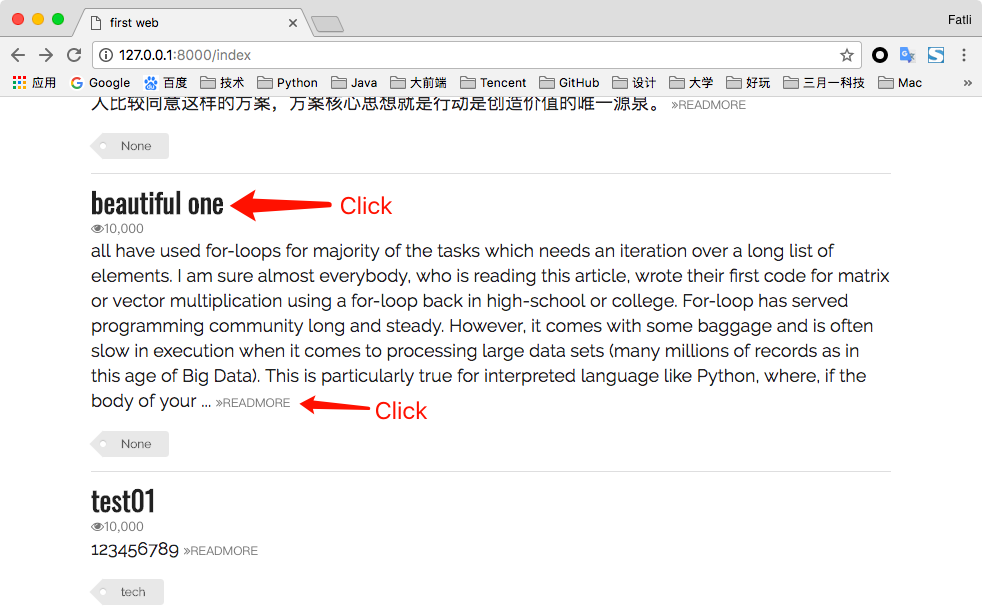 first web
Fatli
127.0.0.1:8000/index
应用 Google 百度 技术 Python Java 大前端 Tencent GitHub 设计 大学 好玩 三月一科技 Mac »
人比较同意这样的方案，方案核心思想就是行动是创造价值的唯一源泉。 »READMORE
None
beautiful one Click
10,000
all have used for-loops for majority of the tasks which needs an iteration over a long list of
elements. I am sure almost everybody, who is reading this article, wrote their first code for matrix
or vector multiplication using a for-loop back in high-school or college. For-loop has served
programming community long and steady. However, it comes with some baggage and is often
slow in execution when it comes to processing large data sets (many millions of records as in
this age of Big Data). This is particularly true for interpreted language like Python, where, if the
body of your ... »READMORE Click
None
test01
10,000
123456789 »READMORE
tech